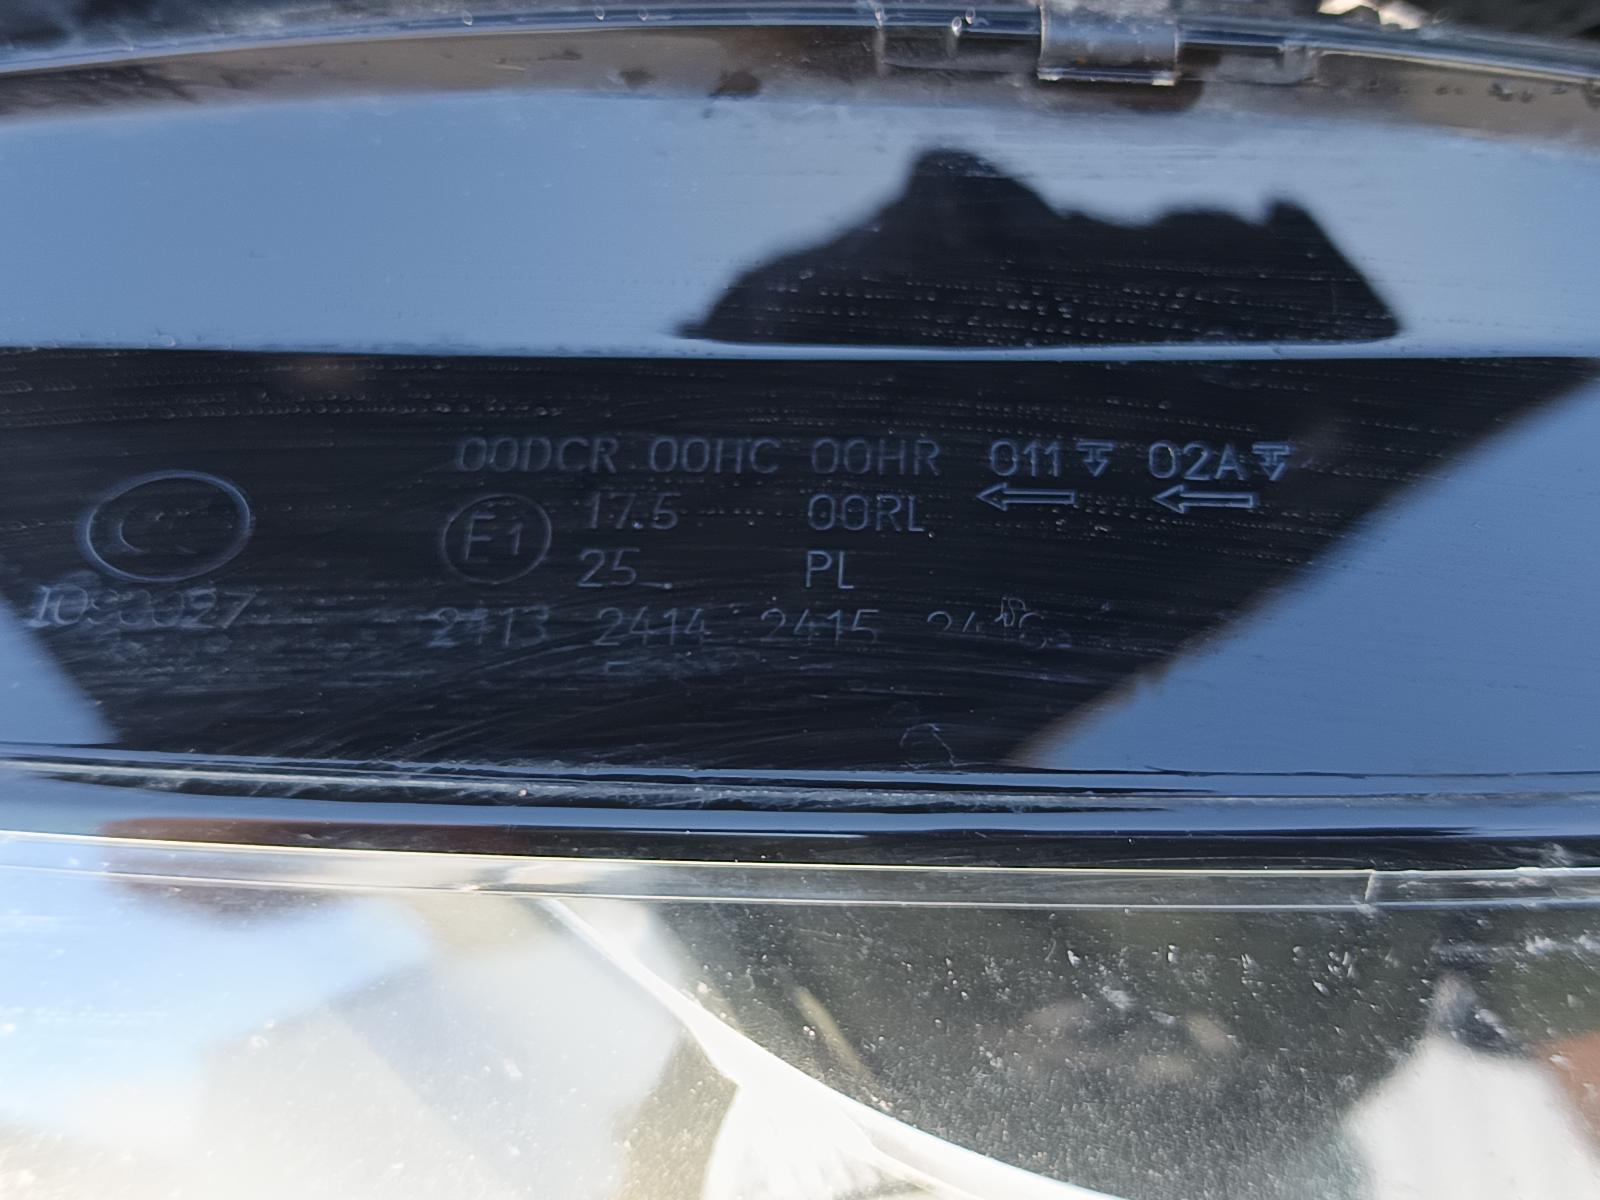 00DCR 00HC 00HR 011 02A
17.5 00RL
E1
25 PL
2413 2414 2415